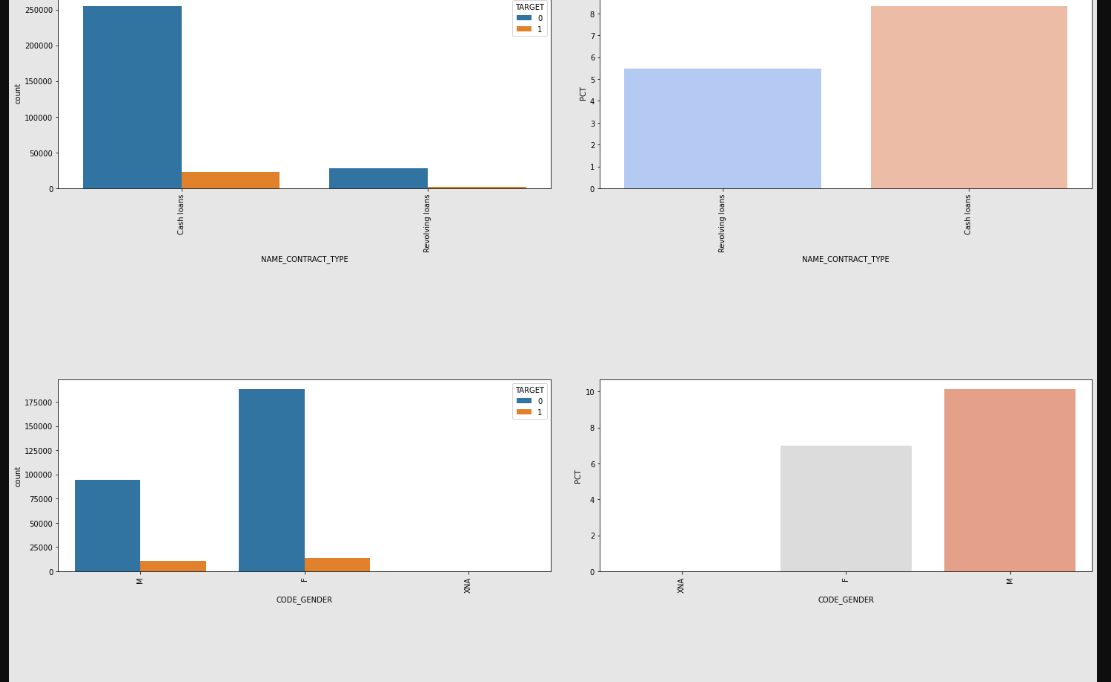 250000
200000
150000
100000
50000
0
count
TARGET
0
1
Cash loans
Revolving loans
NAME_CONTRACT_TYPE
8
7
6
5
4
3
2
1
0
PCT
Revolving loans
Cash loans
NAME_CONTRACT_TYPE
175000
150000
125000
100000
75000
50000
25000
0
count
TARGET
0
1
M
F
XNA
CODE_GENDER
10
8
6
4
2
0
PCT
XNA
F
M
CODE_GENDER